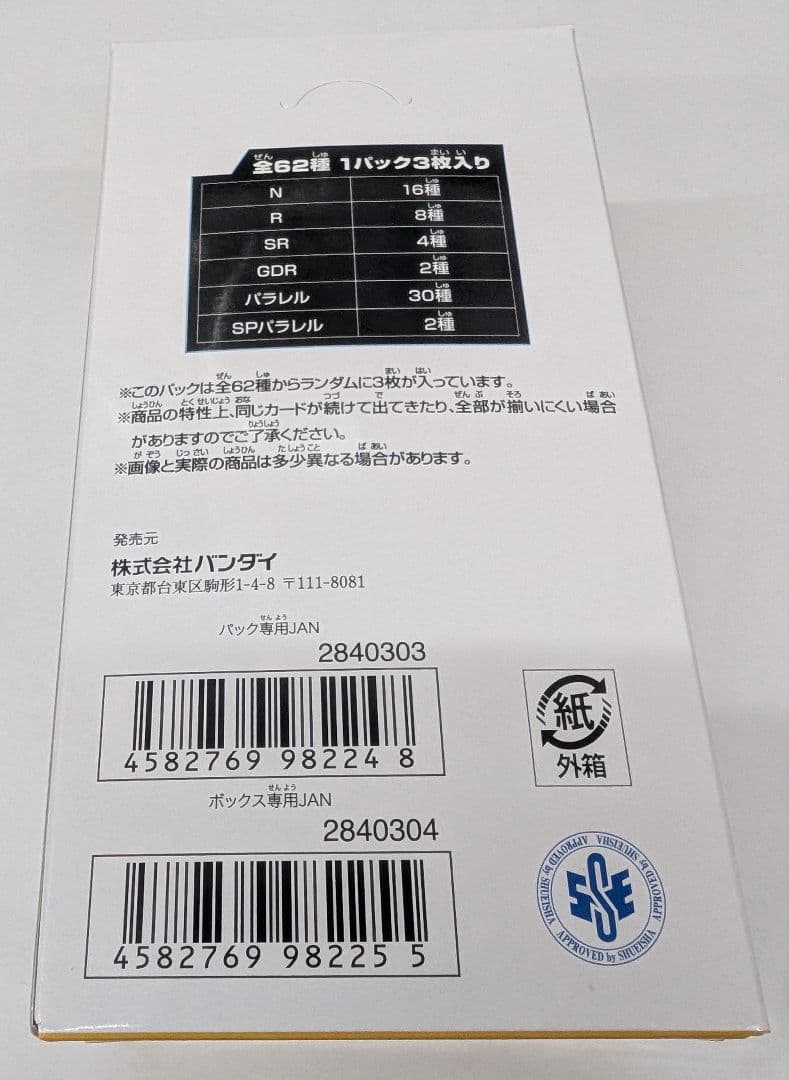 全62種 1パック3枚入り
N 16種
R 8種
SR 4種
GDR 2種
パラレル 30種
SPパラレル 2種
※このパックは全62種からランダムに3枚が入っています。
※商品の特性上、同じカードが続けて出てきたり、全部が揃いにくい場合
がありますのでご了承ください。
※画像と実際の商品は多少異なる場合があります。
発売元
株式会社バンダイ
東京都台東区駒形1-4-8 〒111-8081
パック専用JAN
2840303
4582769 98224 8
紙
外箱
ボックス専用JAN
2840304
4582769 98225 5
APPROVED by SHUEISHA APPROVED by SHUEISHA APPROVED by SHUEISHA
SSE